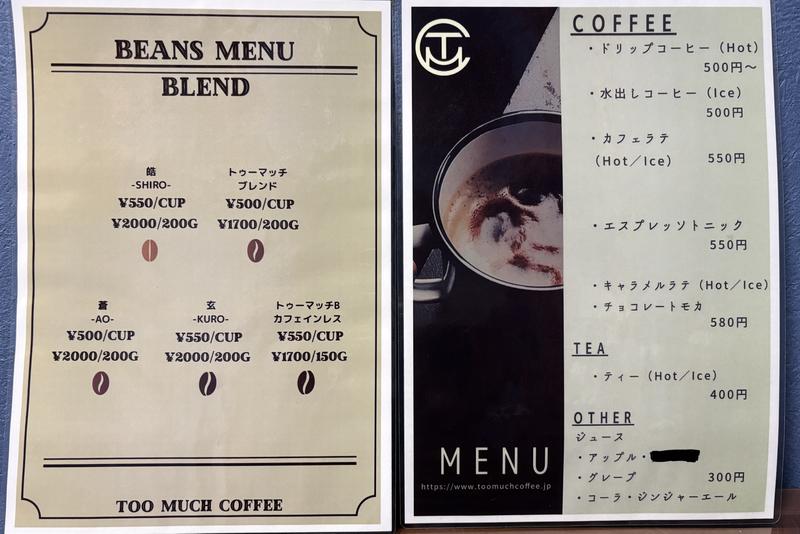 BEANS MENU
BLEND
皓
-SHIRO-
¥550/CUP
¥2000/200G
トゥーマッチ
ブレンド
¥500/CUP
¥1700/200G
蒼
-AO-
¥500/CUP
¥2000/200G
玄
-KURO-
¥550/CUP
¥2000/200G
トゥーマッチB
カフェインレス
¥550/CUP
¥1700/150G
TOO MUCH COFFEE
MENU
https://www.toomuchcoffee.jp
COFFEE
・ドリップコーヒー（Hot）
500円～
・水出しコーヒー（Ice）
500円
・カフェラテ
（Hot／Ice） 550円
・エスプレッソトニック
550円
・キャラメルラテ（Hot/Ice）
・チョコレートモカ
580円
TEA
・ティー（Hot／Ice）
400円
OTHER
ジュース
・アップル・
・グレープ 300円
・コーラ・ジンジャーエール